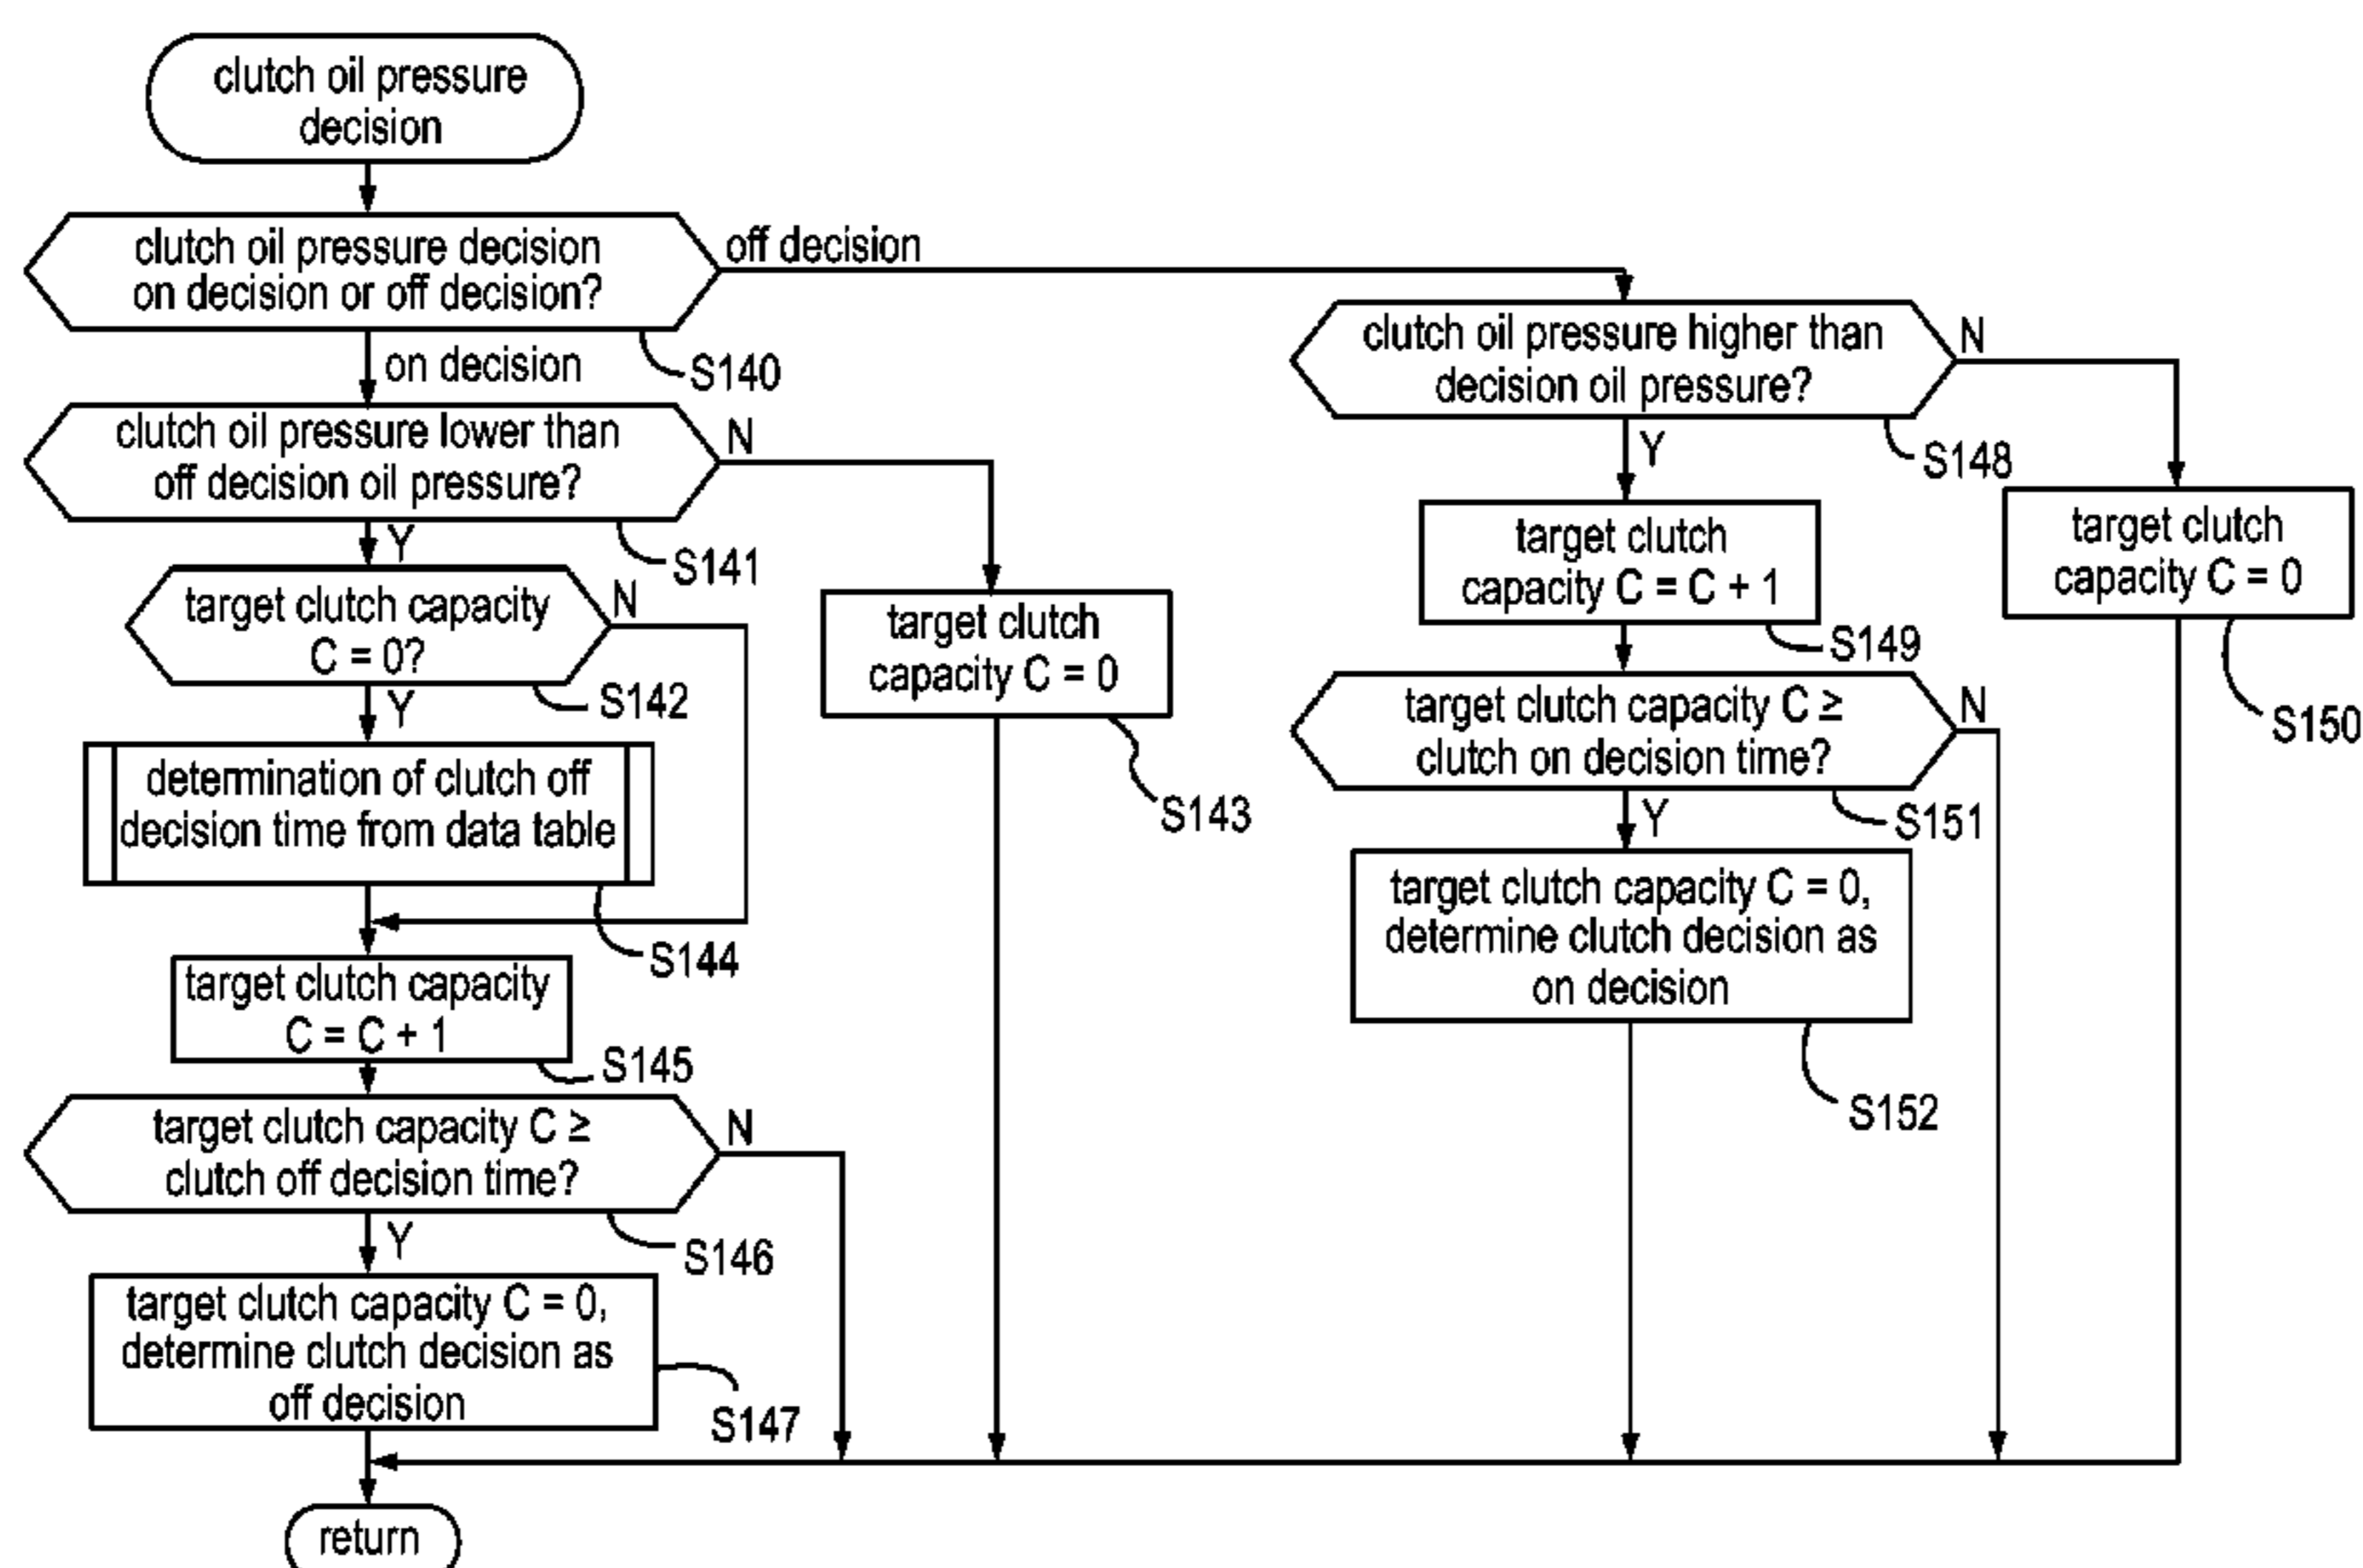 clutch oil pressure
decision
clutch oil pressure decision
on decision or off decision?
off decision
on decision
S140
clutch oil pressure lower than
off decision oil pressure?
N
Y
S141
target clutch capacity
C = 0?
N
Y
S142
target clutch
capacity C = 0
S143
determination of clutch off
decision time from data table
S144
target clutch capacity
C = C + 1
S145
target clutch capacity C ≥
clutch off decision time?
N
Y
S146
target clutch capacity C = 0,
determine clutch decision as
off decision
S147
return
clutch oil pressure higher than
decision oil pressure?
N
Y
S148
target clutch
capacity C = C + 1
S149
target clutch
capacity C = 0
S150
target clutch capacity C ≥
clutch on decision time?
N
Y
S151
target clutch capacity C = 0,
determine clutch decision as
on decision
S152